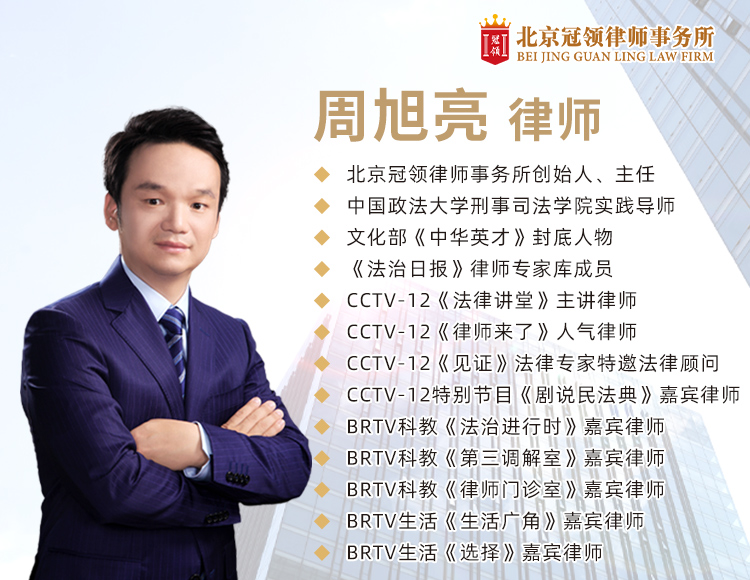 冠领
北京冠领律师事务所
BEI JING GUAN LING LAW FIRM
周旭亮 律师
北京冠领律师事务所创始人、主任
中国政法大学刑事司法学院实践导师
文化部《中华英才》封底人物
《法治日报》律师专家库成员
CCTV-12《法律讲堂》主讲律师
CCTV-12《律师来了》人气律师
CCTV-12《见证》法律专家特邀法律顾问
CCTV-12特别节目《剧说民法典》嘉宾律师
BRTV科教《法治进行时》嘉宾律师
BRTV科教《第三调解室》嘉宾律师
BRTV科教《律师门诊室》嘉宾律师
BRTV生活《生活广角》嘉宾律师
BRTV生活《选择》嘉宾律师